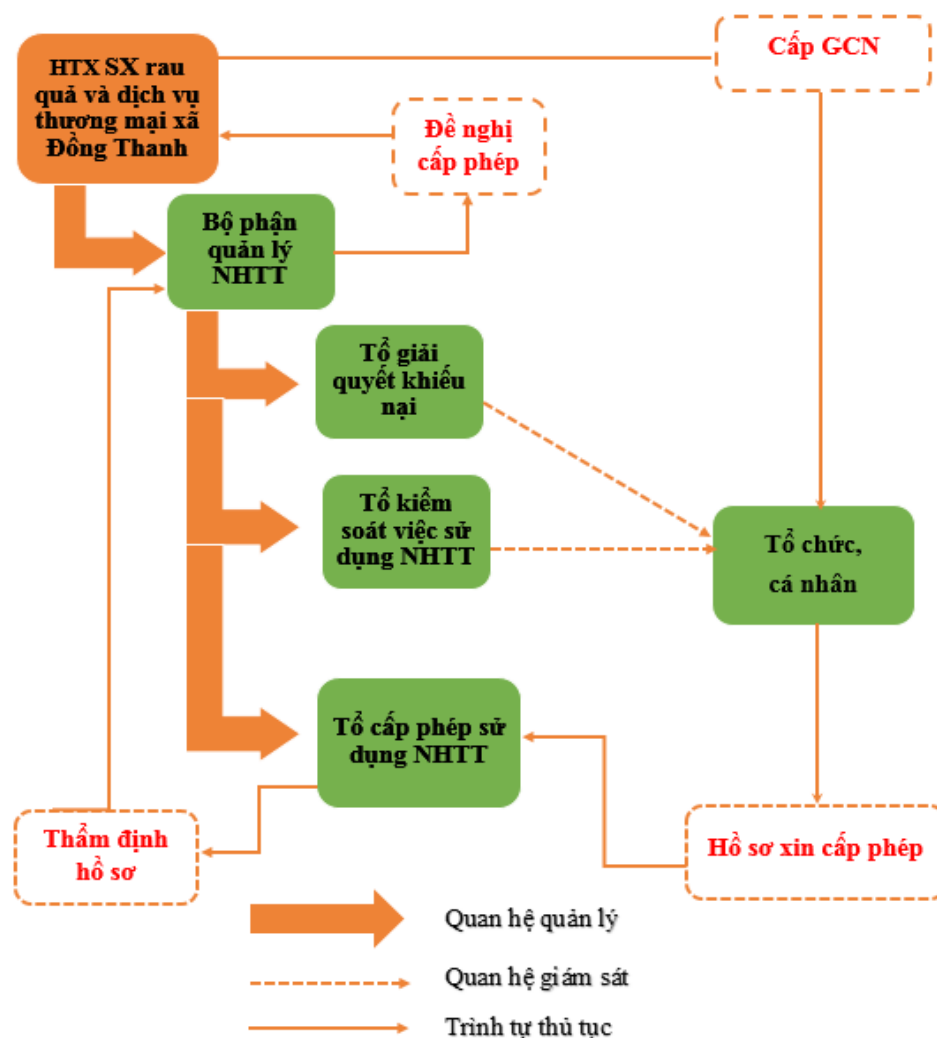 HTX SX rau
quả và dịch vụ
thương mại xã
Đồng Thanh
Cấp GCN
Đề nghị
cấp phép
Bộ phận
quản lý
NHTT
Tổ giải
quyết khiếu
nại
Tổ kiểm
soát việc sử
dụng NHTT
Tổ chức,
cá nhân
Tổ cấp phép sử
dụng NHTT
Thẩm định
hồ sơ
Hồ sơ xin cấp phép
Quan hệ quản lý
Quan hệ giám sát
Trình tự thủ tục